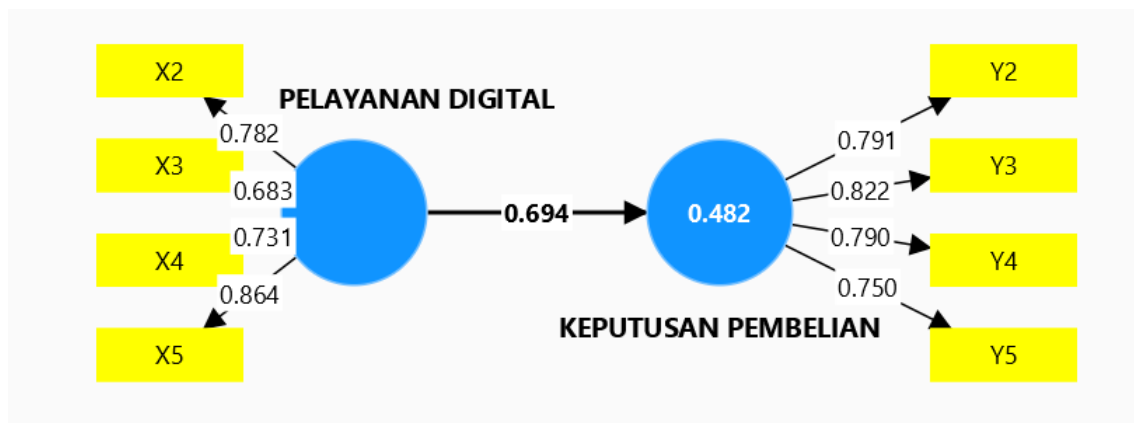 X2
PELAYANAN DIGITAL
Y2
0.782
0.791
X3
Y3
0.683
0.822
0.694
0.482
0.731
0.790
X4
Y4
0.864
0.750
KEPUTUSAN PEMBELIAN
X5
Y5